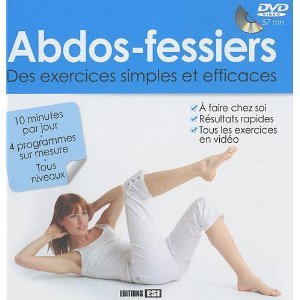 DVD
VIDEO
57 mn
Abdos-fessiers
Des exercices simples et efficaces
10 minutes
par jour
4 programmes
sur mesure
Tous
niveaux
À faire chez soi
Résultats rapides
Tous les exercices
en vidéo
EDITIONS ESI